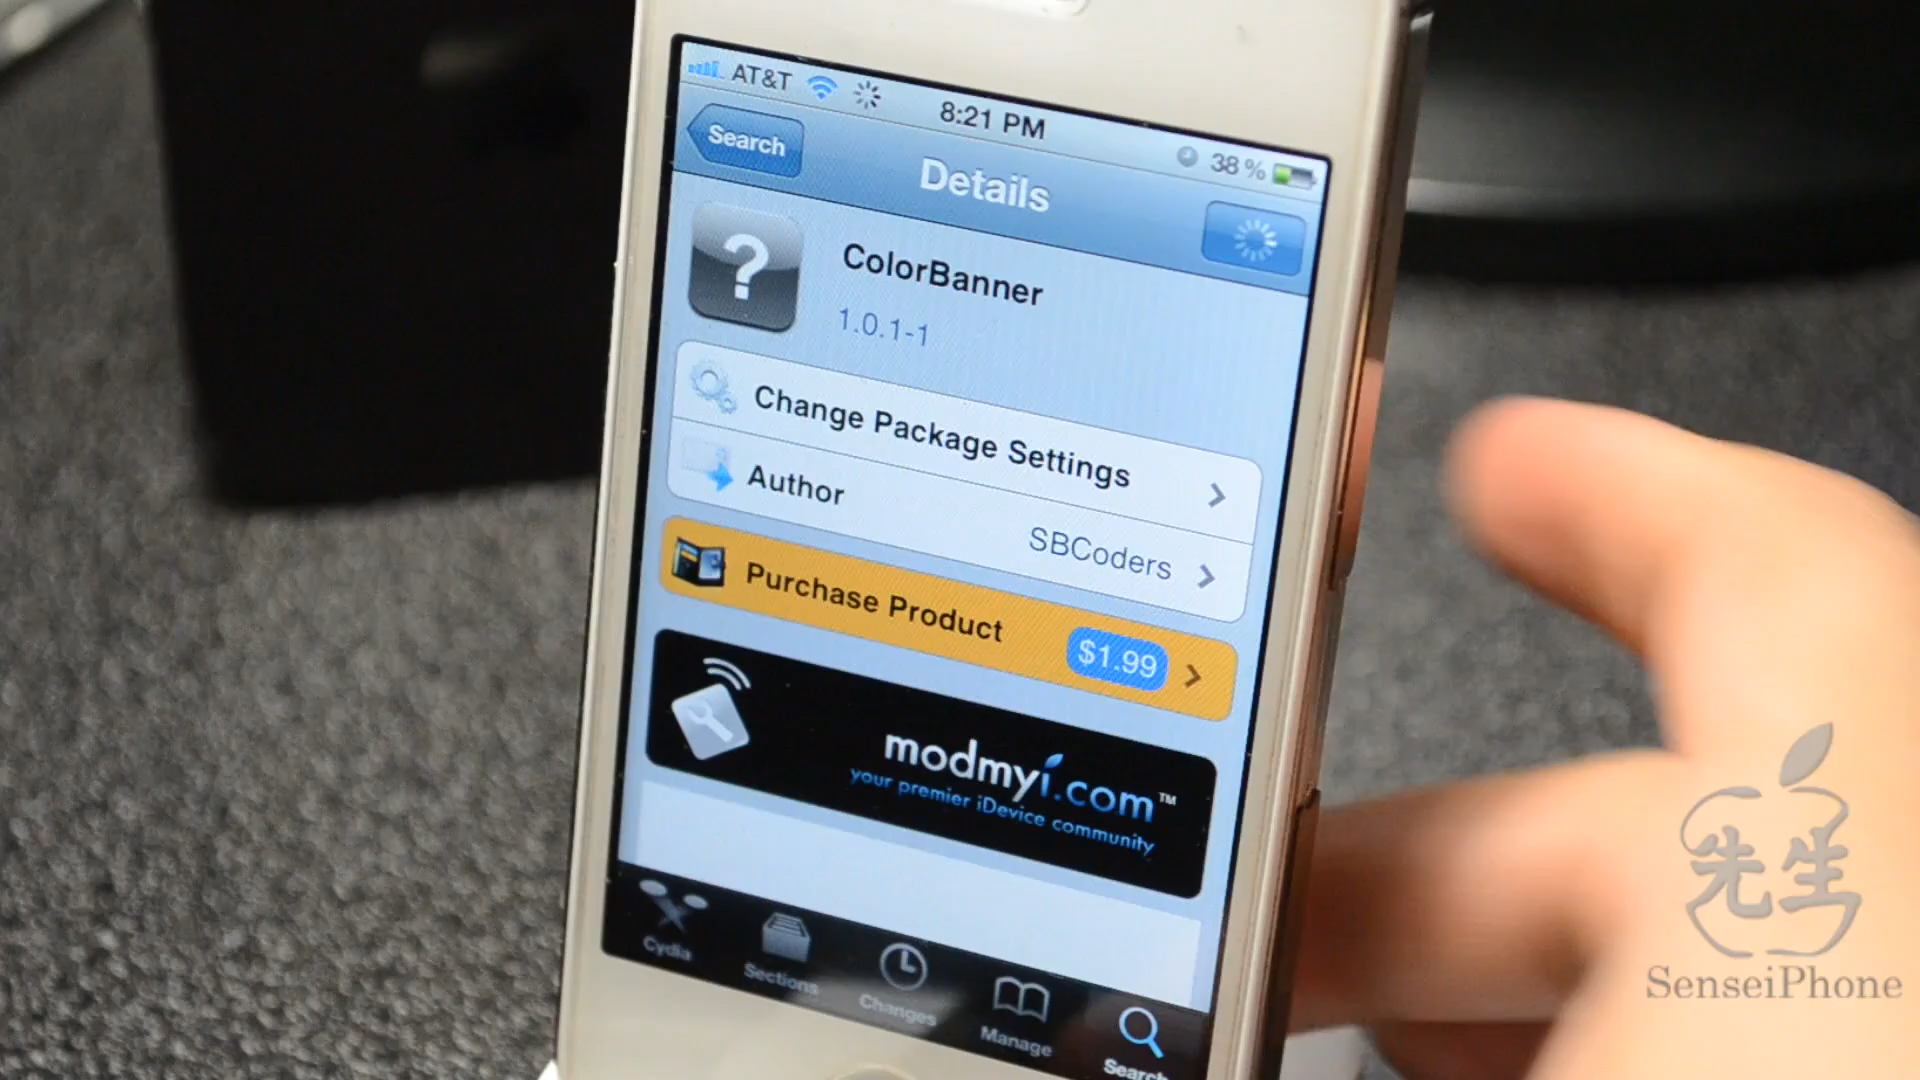 AT&T 8:21 PM 38%
Search
Details
?
ColorBanner
1.0.1-1
Change Package Settings
Author SBCoders
Purchase Product $1.99
modmyi.com™
your premier iDevice community
Cydia Sections Changes Manage Search
先生
SenseiPhone